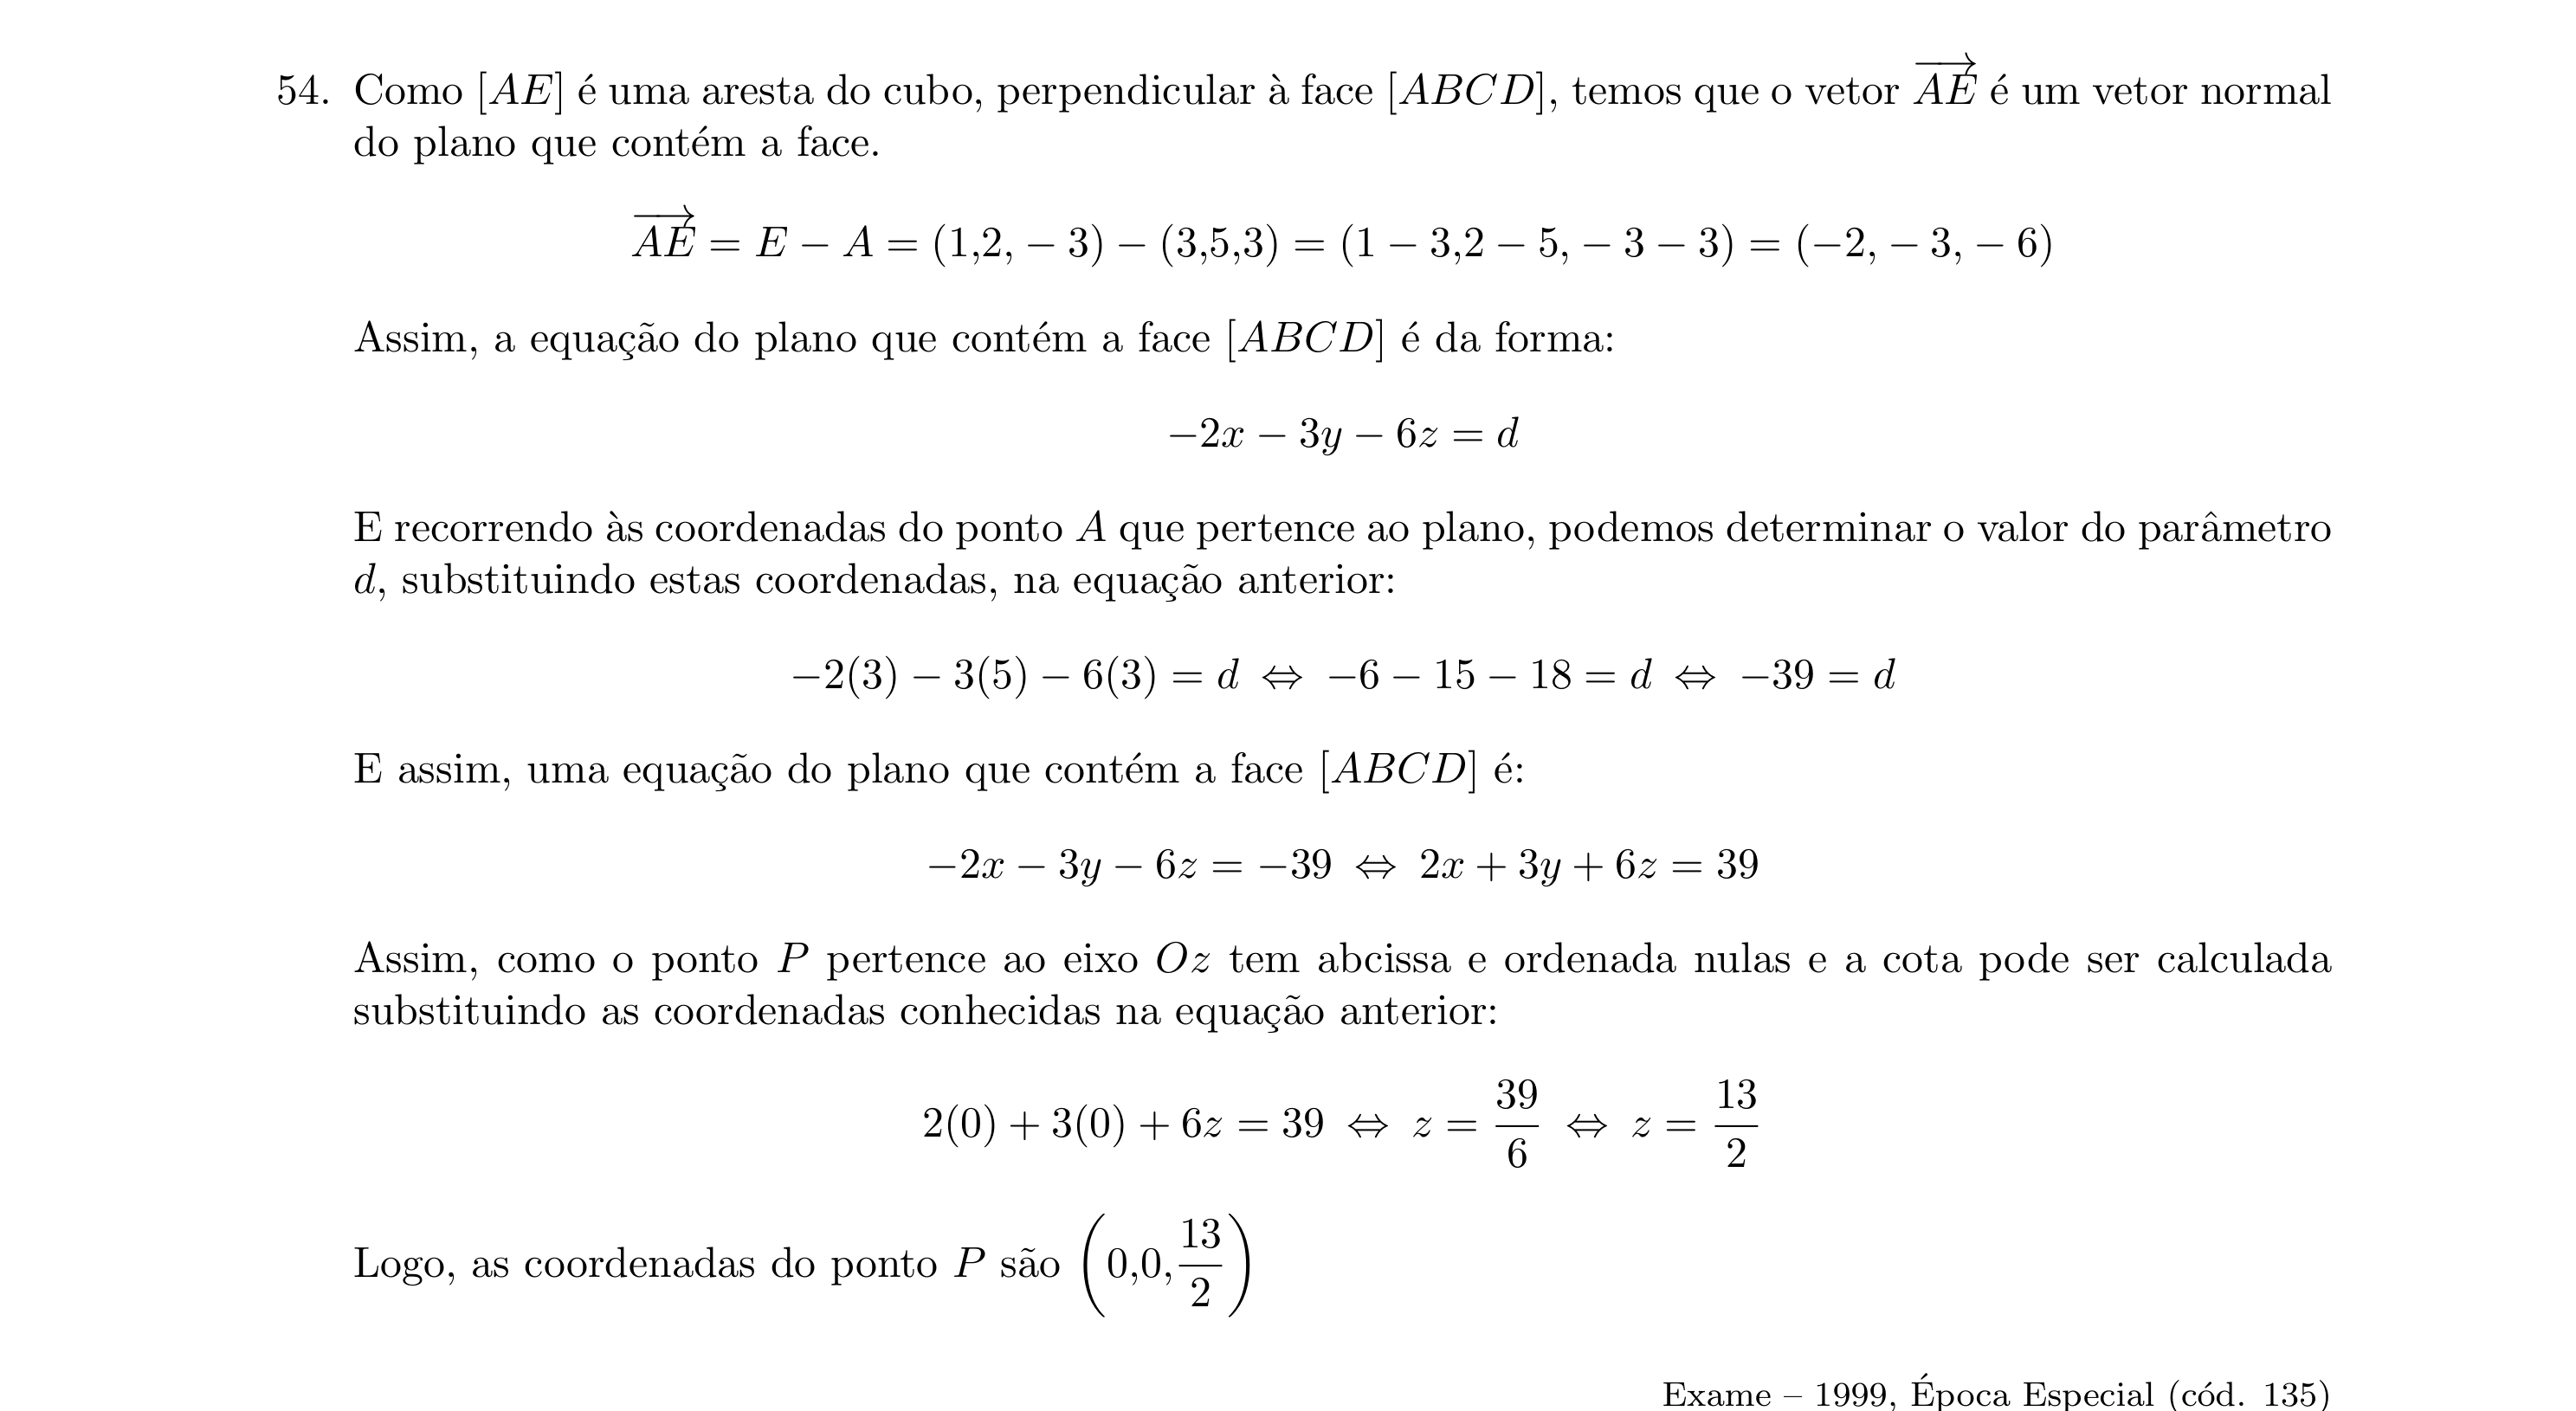 54. Como [AE] é uma aresta do cubo, perpendicular à face [ABCD], temos que o vetor \overrightarrow{AE} é um vetor normal
do plano que contém a face.
\overrightarrow{AE} = E − A = (1,2, − 3) − (3,5,3) = (1 − 3,2 − 5, − 3 − 3) = (−2, − 3, − 6)
Assim, a equação do plano que contém a face [ABCD] é da forma:
−2x − 3y − 6z = d
E recorrendo às coordenadas do ponto A que pertence ao plano, podemos determinar o valor do parâmetro
d, substituindo estas coordenadas, na equação anterior:
−2(3) − 3(5) − 6(3) = d ⇔ −6 − 15 − 18 = d ⇔ −39 = d
E assim, uma equação do plano que contém a face [ABCD] é:
−2x − 3y − 6z = −39 ⇔ 2x + 3y + 6z = 39
Assim, como o ponto P pertence ao eixo Oz tem abcissa e ordenada nulas e a cota pode ser calculada
substituindo as coordenadas conhecidas na equação anterior:
2(0) + 3(0) + 6z = 39 ⇔ z = \frac{39}{6} ⇔ z = \frac{13}{2}
Logo, as coordenadas do ponto P são \left(0,0,\frac{13}{2}\right)
Exame – 1999, Época Especial (cód. 135)